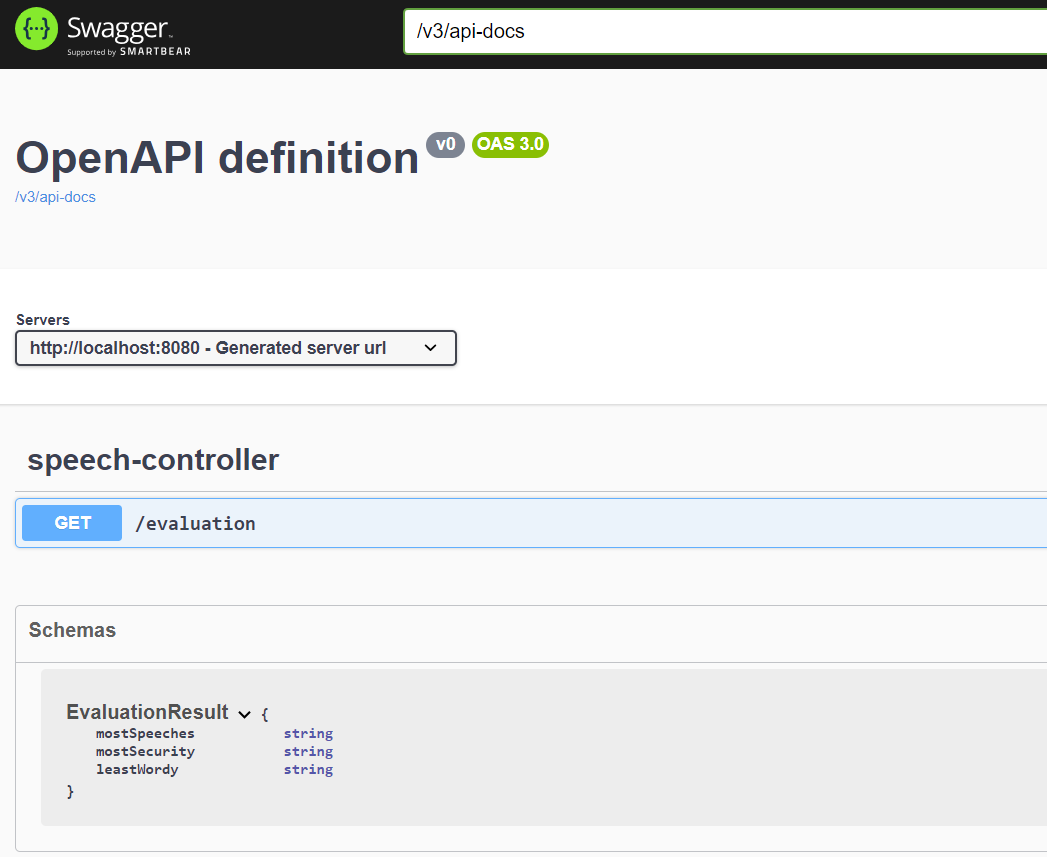 {···} Swagger™
Supported by SMARTBEAR
/v3/api-docs
OpenAPI definition v0 OAS 3.0
/v3/api-docs
Servers
http://localhost:8080 - Generated server url
speech-controller
GET /evaluation
Schemas
EvaluationResult {
mostSpeeches string
mostSecurity string
leastWordy string
}